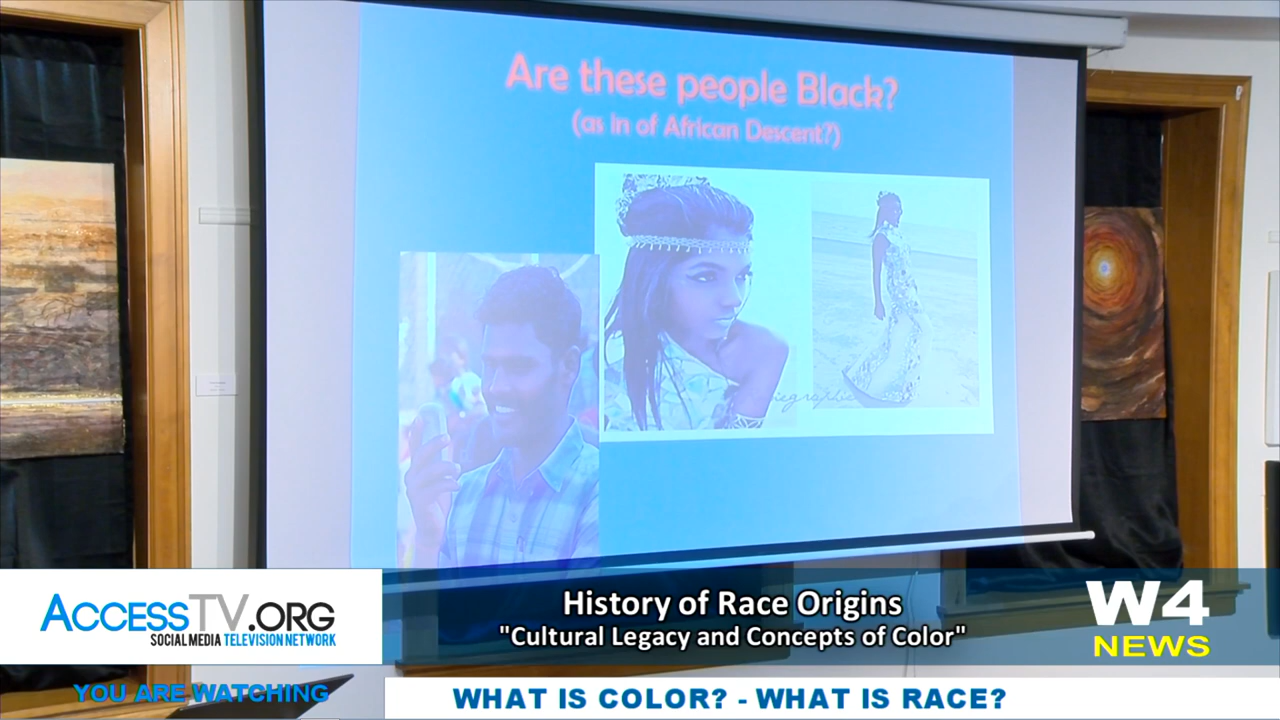 Are these people Black?
(as in of African Descent?)
AccessTV.org
SOCIAL MEDIA TELEVISION NETWORK
History of Race Origins
"Cultural Legacy and Concepts of Color"
W4
NEWS
YOU ARE WATCHING
WHAT IS COLOR? - WHAT IS RACE?